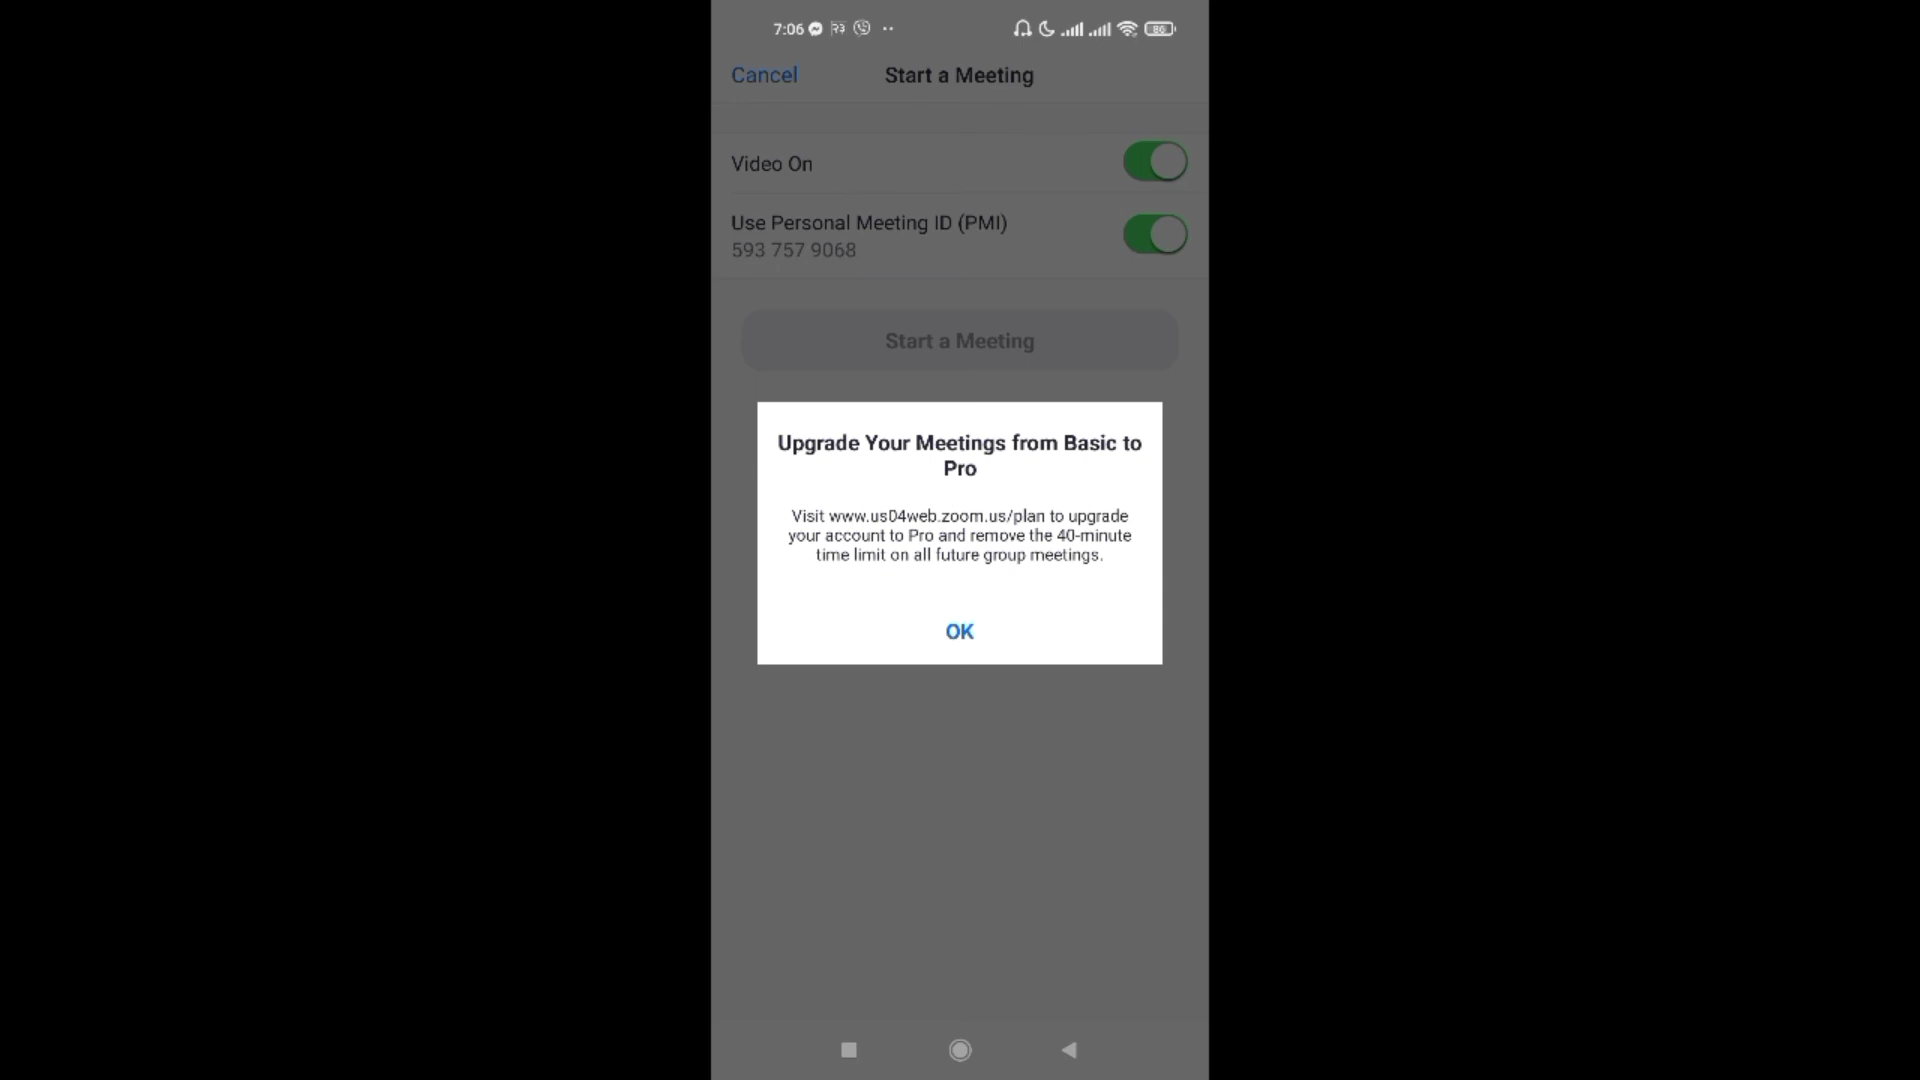 7:06 २३ 86
Cancel Start a Meeting
Video On
Use Personal Meeting ID (PMI)
593 757 9068
Start a Meeting
Upgrade Your Meetings from Basic to
Pro
Visit www.us04web.zoom.us/plan to upgrade
your account to Pro and remove the 40-minute
time limit on all future group meetings.
OK